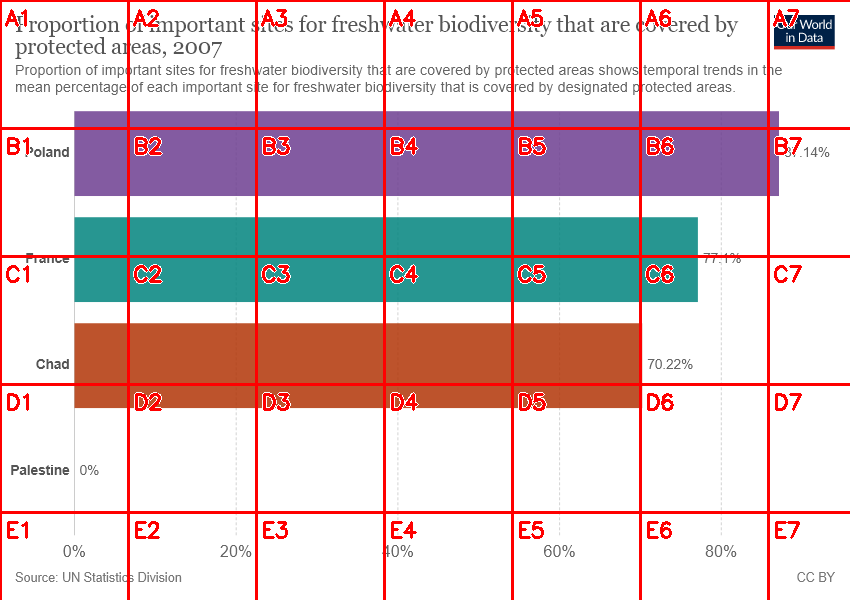 Proportion of important sites for freshwater biodiversity that are covered by
protected areas, 2007
Our World
in Data
Proportion of important sites for freshwater biodiversity that are covered by protected areas shows temporal trends in the
mean percentage of each important site for freshwater biodiversity that is covered by designated protected areas.
Poland 87.14%
France 77.1%
Chad 70.22%
Palestine 0%
0% 20% 40% 60% 80%
Source: UN Statistics Division CC BY
A1 A2 A3 A4 A5 A6 A7
B1 B2 B3 B4 B5 B6 B7
C1 C2 C3 C4 C5 C6 C7
D1 D2 D3 D4 D5 D6 D7
E1 E2 E3 E4 E5 E6 E7